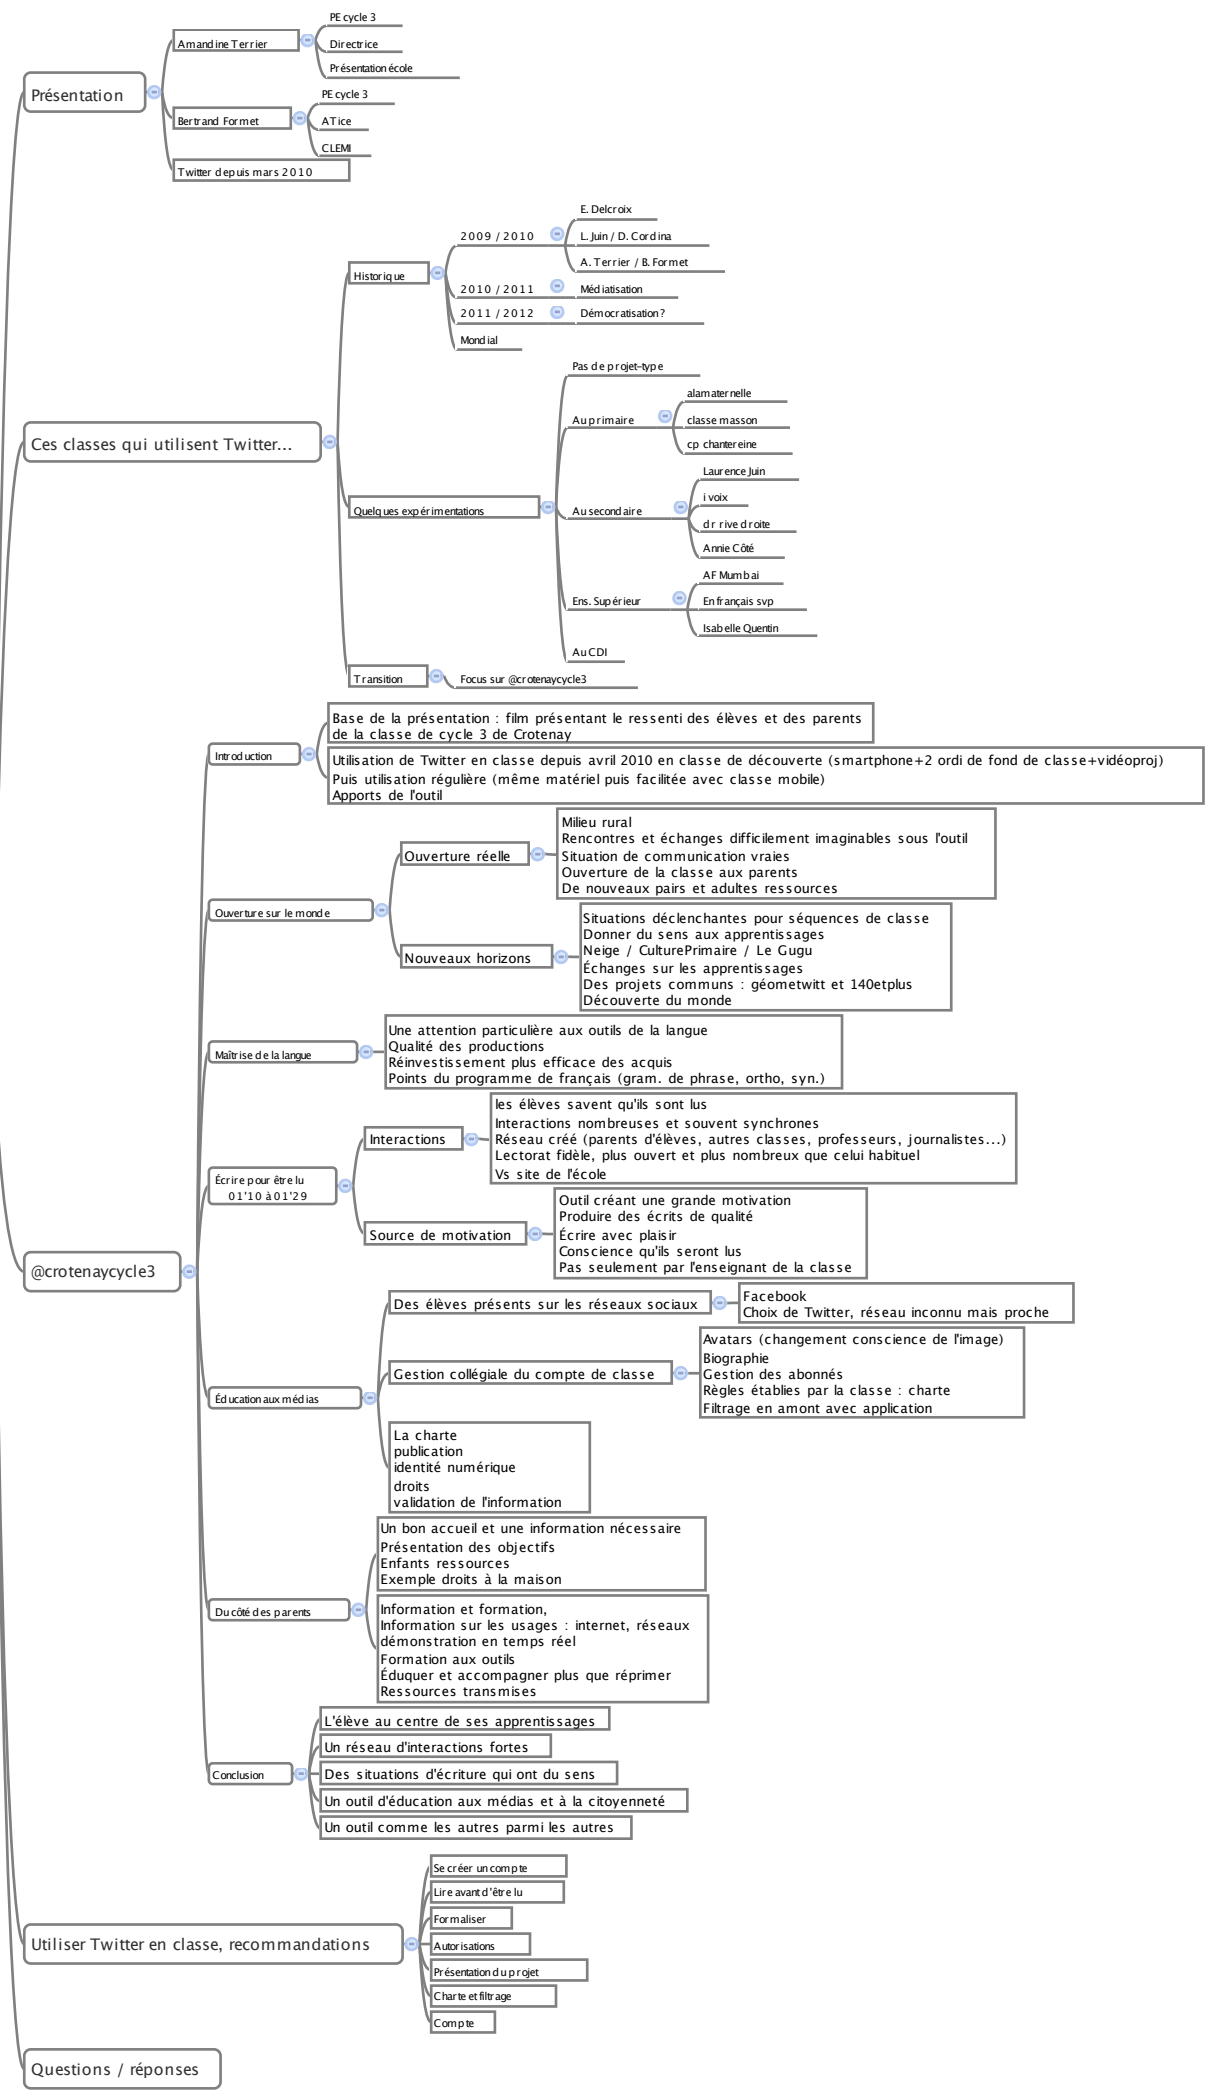 Présentation
Amandine Terrier
PE cycle 3
Directrice
Présentation école
Bertrand Formet
PE cycle 3
ATice
CLEMI
Twitter depuis mars 2010
Ces classes qui utilisent Twitter...
Historique
2009 / 2010
E. Delcroix
L. Juin / D. Cordina
A. Terrier / B. Formet
2010 / 2011
Médiatisation
2011 / 2012
Démocratisation?
Mondial
Quelques expérimentations
Pas de projet-type
Au primaire
alamaternelle
classe masson
cp chantereine
Au secondaire
Laurence Juin
i voix
dr rive droite
Annie Côté
Ens. Supérieur
AF Mumbai
En français svp
Isabelle Quentin
Au CDI
Transition
Focus sur @crotenaycycle3
@crotenaycycle3
Introduction
Base de la présentation : film présentant le ressenti des élèves et des parents
de la classe de cycle 3 de Crotenay
Utilisation de Twitter en classe depuis avril 2010 en classe de découverte (smartphone+2 ordi de fond de classe+vidéoproj)
Puis utilisation régulière (même matériel puis facilitée avec classe mobile)
Apports de l'outil
Ouverture sur le monde
Ouverture réelle
Milieu rural
Rencontres et échanges difficilement imaginables sous l'outil
Situation de communication vraies
Ouverture de la classe aux parents
De nouveaux pairs et adultes ressources
Nouveaux horizons
Situations déclenchantes pour séquences de classe
Donner du sens aux apprentissages
Neige / CulturePrimaire / Le Gugu
Échanges sur les apprentissages
Des projets communs : géometwitt et 140etplus
Découverte du monde
Maîtrise de la langue
Une attention particulière aux outils de la langue
Qualité des productions
Réinvestissement plus efficace des acquis
Points du programme de français (gram. de phrase, ortho, syn.)
Écrire pour être lu
01'10 à 01'29
Interactions
les élèves savent qu'ils sont lus
Interactions nombreuses et souvent synchrones
Réseau créé (parents d'élèves, autres classes, professeurs, journalistes...)
Lectorat fidèle, plus ouvert et plus nombreux que celui habituel
Vs site de l'école
Source de motivation
Outil créant une grande motivation
Produire des écrits de qualité
Écrire avec plaisir
Conscience qu'ils seront lus
Pas seulement par l'enseignant de la classe
Éducation aux médias
Des élèves présents sur les réseaux sociaux
Facebook
Choix de Twitter, réseau inconnu mais proche
Gestion collégiale du compte de classe
Avatars (changement conscience de l'image)
Biographie
Gestion des abonnés
Règles établies par la classe : charte
Filtrage en amont avec application
La charte
publication
identité numérique
droits
validation de l'information
Du côté des parents
Un bon accueil et une information nécessaire
Présentation des objectifs
Enfants ressources
Exemple droits à la maison
Information et formation,
Information sur les usages : internet, réseaux
démonstration en temps réel
Formation aux outils
Éduquer et accompagner plus que réprimer
Ressources transmises
Conclusion
L'élève au centre de ses apprentissages
Un réseau d'interactions fortes
Des situations d'écriture qui ont du sens
Un outil d'éducation aux médias et à la citoyenneté
Un outil comme les autres parmi les autres
Utiliser Twitter en classe, recommandations
Se créer un compte
Lire avant d'être lu
Formaliser
Autorisations
Présentation du projet
Charte et filtrage
Compte
Questions / réponses